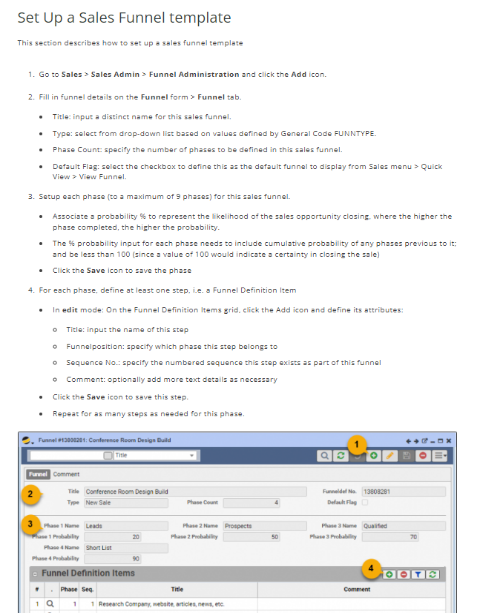 Set Up a Sales Funnel template
This section describes how to set up a sales funnel template
1. Go to Sales > Sales Admin > Funnel Administration and click the Add icon.
2. Fill in funnel details on the Funnel form > Funnel tab.
• Title: input a distinct name for this sales funnel.
• Type: select from drop-down list based on values defined by General Code FUNNTYPE.
• Phase Count: specify the number of phases to be defined in this sales funnel.
• Default Flag: select the checkbox to define this as the default funnel to display from Sales menu > Quick
View > View Funnel.
3. Setup each phase (to a maximum of 9 phases) for this sales funnel.
• Associate a probability % to represent the likelihood of the sales opportunity closing, where the higher the
phase completed, the higher the probability.
• The % probability input for each phase needs to include cumulative probability of any phases previous to it;
and be less than 100 (since a value of 100 would indicate a certainty in closing the sale)
• Click the Save icon to save the phase
4. For each phase, define at least one step, i.e. a Funnel Definition Item
• In edit mode: On the Funnel Definition Items grid, click the Add icon and define its attributes:
o Title: input the name of this step
o Funnelposition: specify which phase this step belongs to
o Sequence No.: specify the numbered sequence this step exists as part of this funnel
o Comment: optionally add more text details as necessary
• Click the Save icon to save this step.
• Repeat for as many steps as needed for this phase.
Funnel #13808281: Conference Room Design Build
1
Title
Funnel Comment
2
Title Conference Room Design Build Funneldef No. 13808281
Type New Sale Phase Count 4 Default Flag
3
Phase 1 Name Leads Phase 2 Name Prospects Phase 3 Name Qualified
Phase 1 Probability 20 Phase 2 Probability 50 Phase 3 Probability 70
Phase 4 Name Short List
Phase 4 Probability 90
4
Funnel Definition Items
# . Phase Seq. Title Comment
1 1 1 Research Company, website, articles, news, etc.